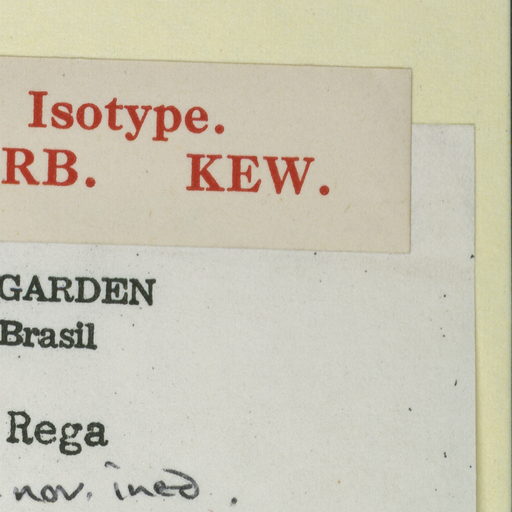 Isotype.
RB. KEW.
GARDEN
Brasil
Rega
nov. ined.